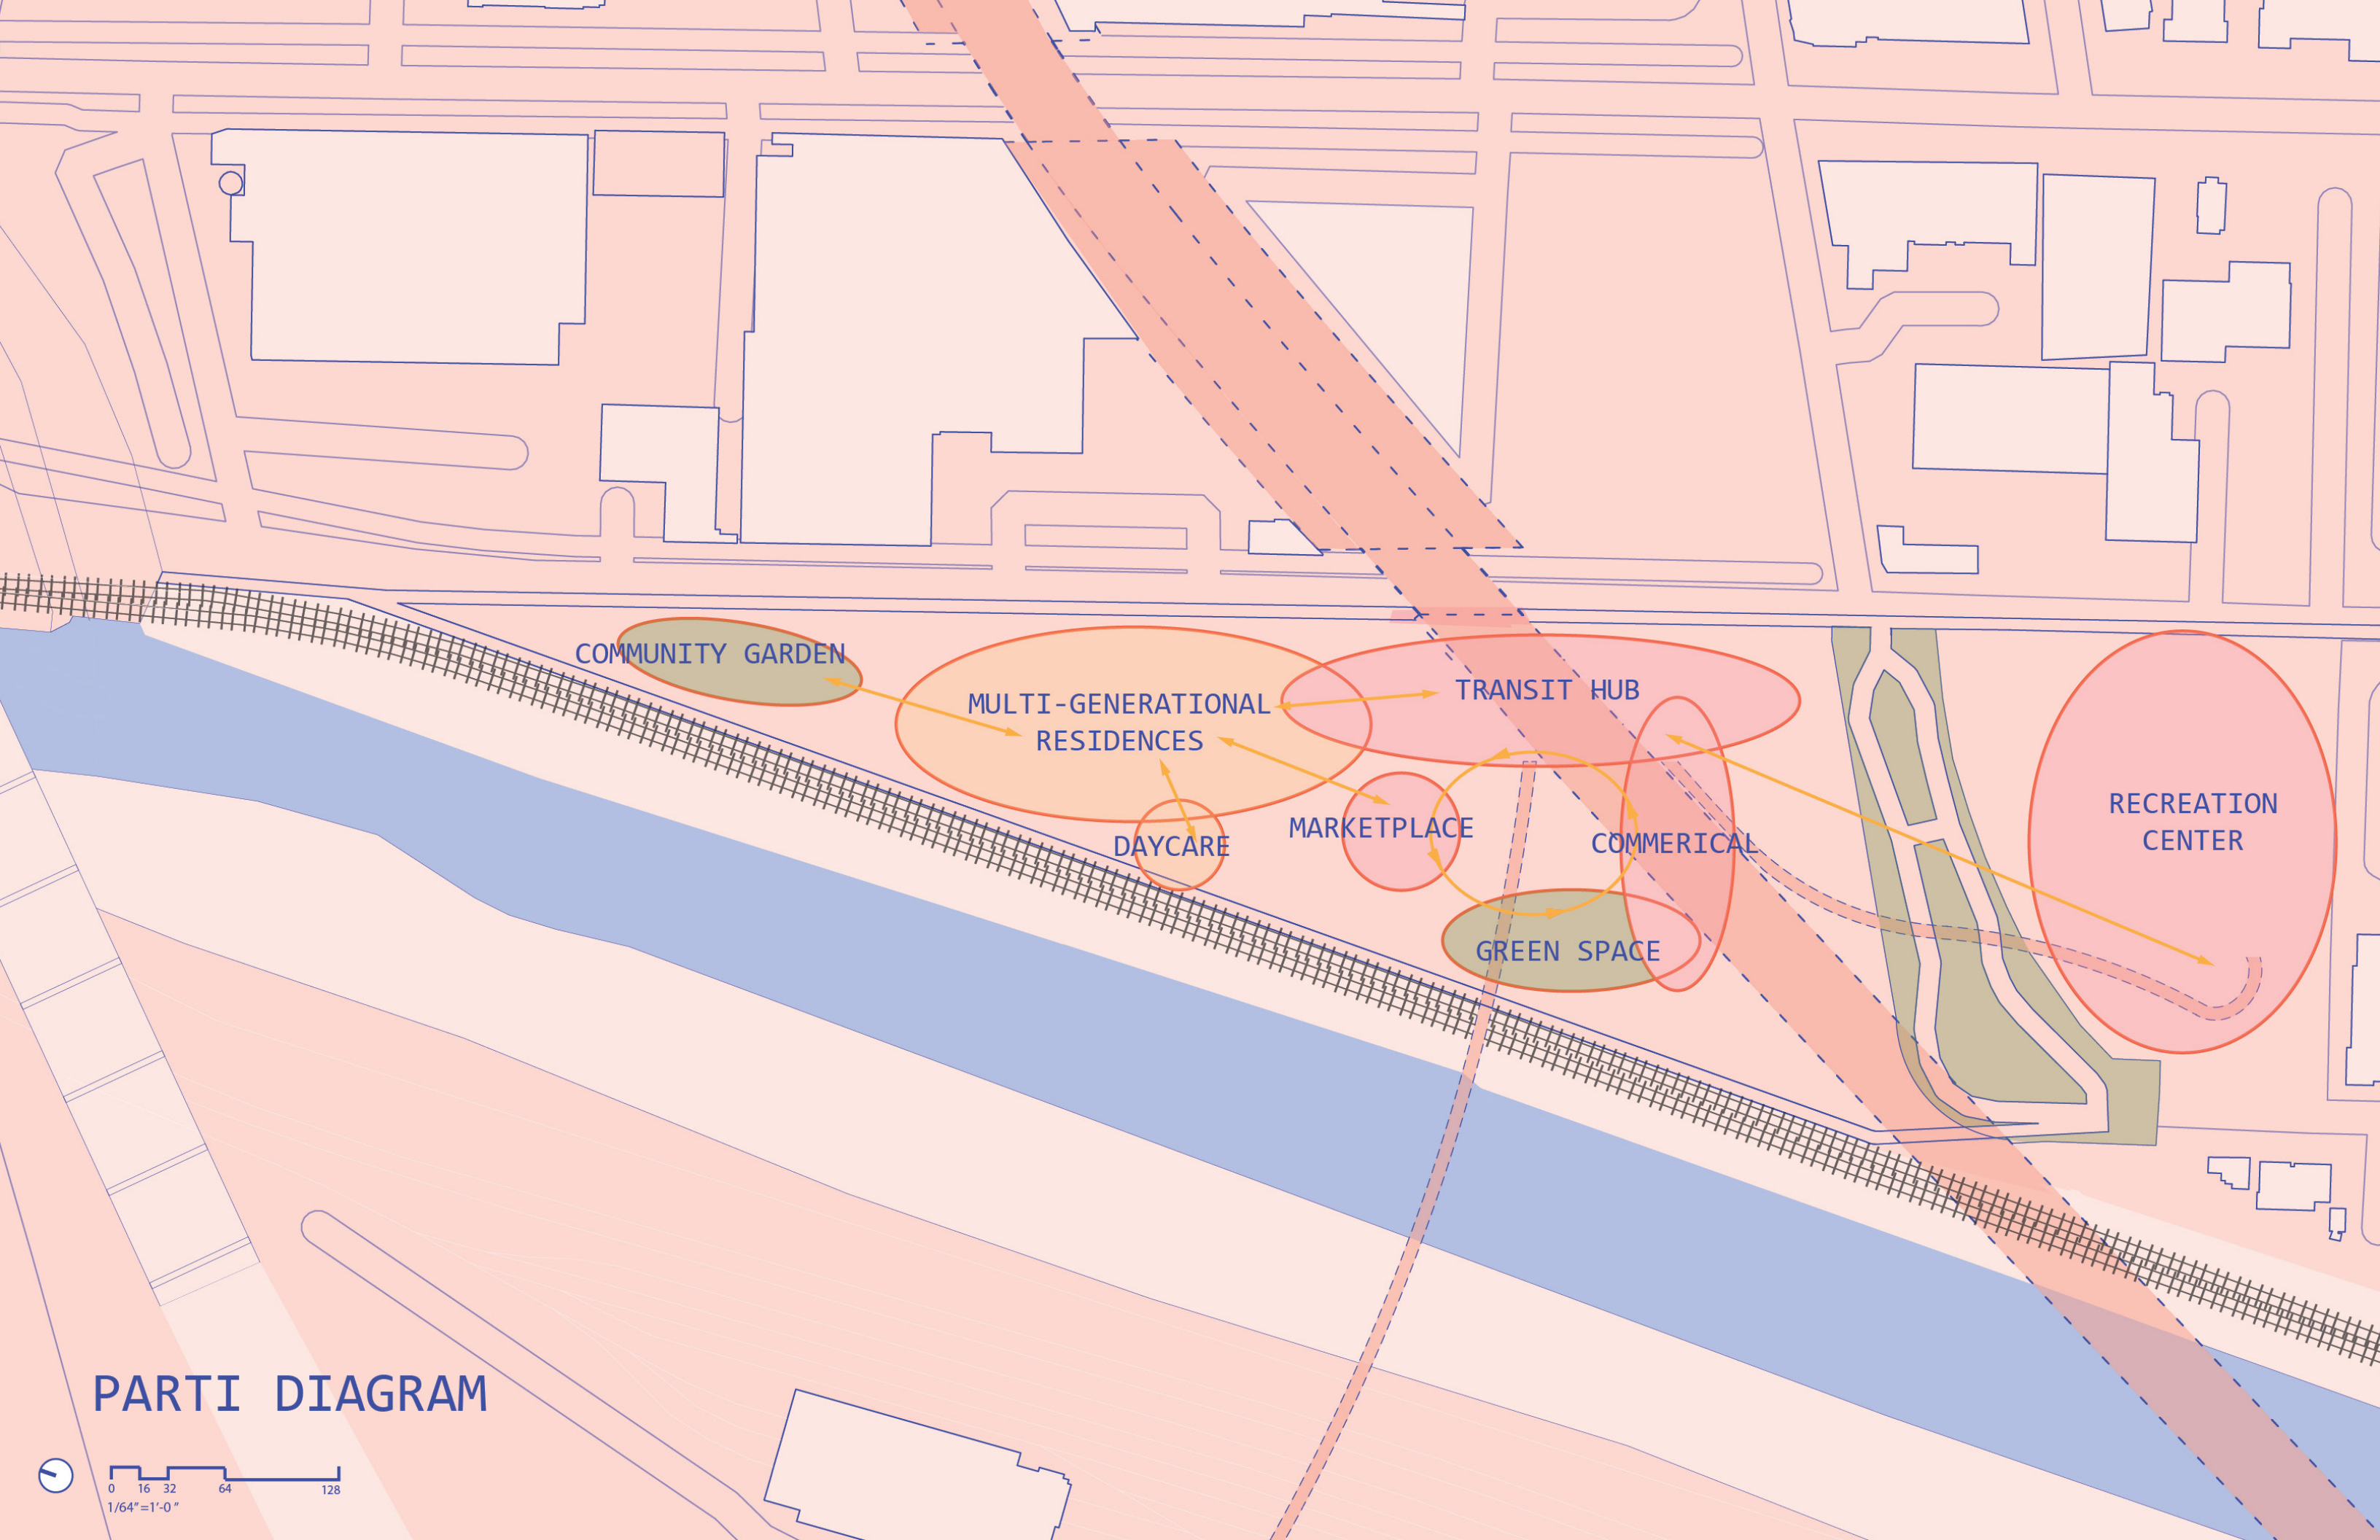 COMMUNITY GARDEN
MULTI-GENERATIONAL
RESIDENCES
TRANSIT HUB
DAYCARE
MARKETPLACE
COMMERICAL
GREEN SPACE
RECREATION
CENTER
PARTI DIAGRAM
0 16 32 64 128
1/64"=1'-0"